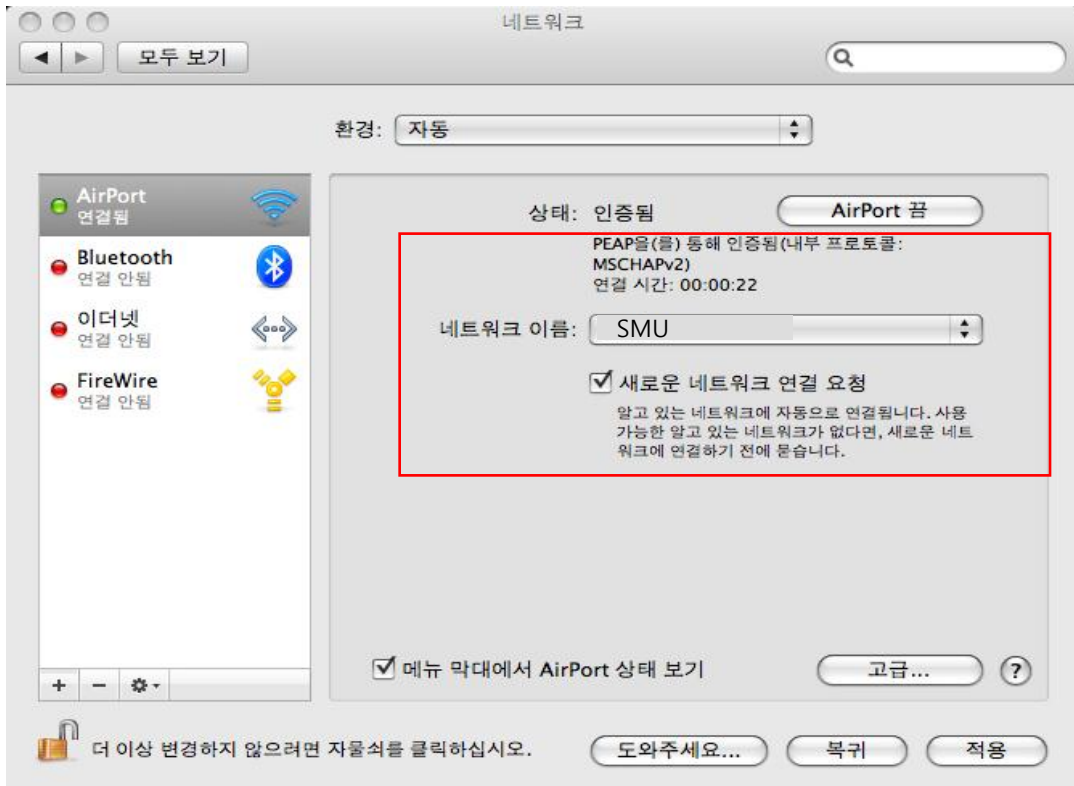 네트워크
모두 보기
환경: 자동
AirPort
연결됨
Bluetooth
연결 안됨
이더넷
연결 안됨
FireWire
연결 안됨
상태: 인증됨
AirPort 끔
PEAP을(를) 통해 인증됨(내부 프로토콜:
MSCHAPv2)
연결 시간: 00:00:22
네트워크 이름: SMU
새로운 네트워크 연결 요청
알고 있는 네트워크에 자동으로 연결됩니다. 사용
가능한 알고 있는 네트워크가 없다면, 새로운 네트
워크에 연결하기 전에 묻습니다.
메뉴 막대에서 AirPort 상태 보기
고급... ?
더 이상 변경하지 않으려면 자물쇠를 클릭하십시오.
도와주세요... 복귀 적용